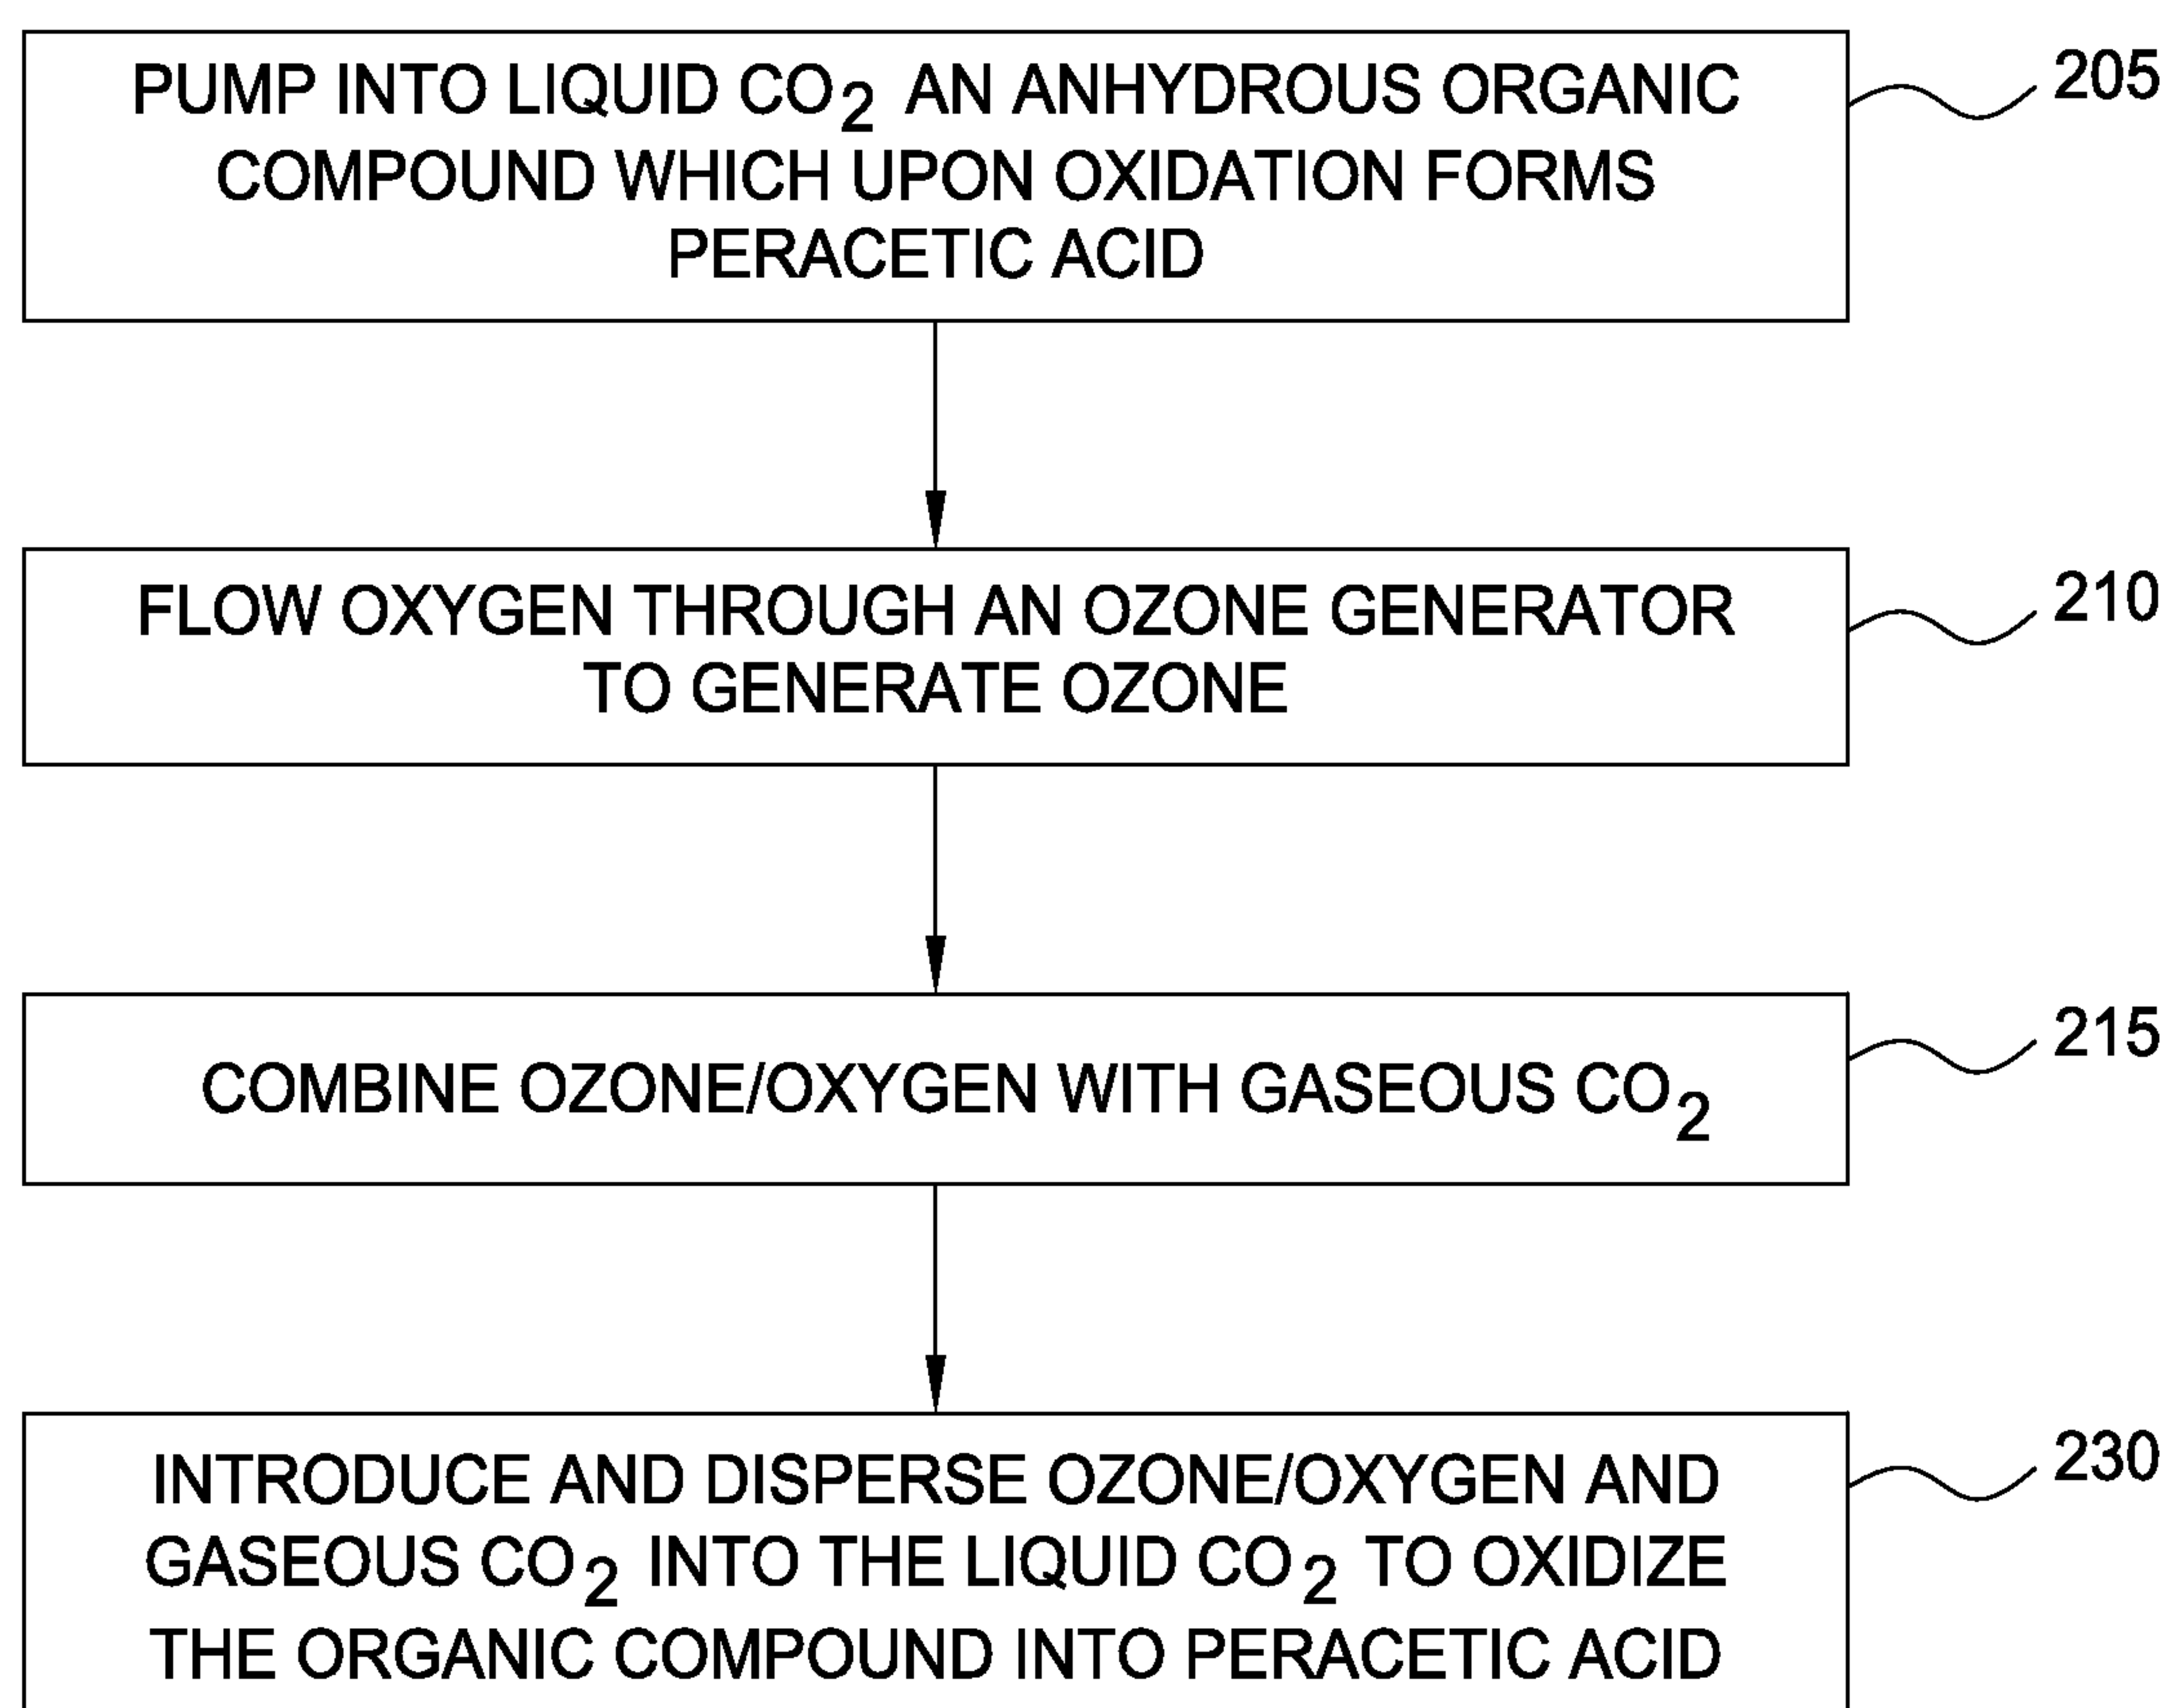 PUMP INTO LIQUID CO2 AN ANHYDROUS ORGANIC
COMPOUND WHICH UPON OXIDATION FORMS
PERACETIC ACID
205
FLOW OXYGEN THROUGH AN OZONE GENERATOR
TO GENERATE OZONE
210
COMBINE OZONE/OXYGEN WITH GASEOUS CO2
215
INTRODUCE AND DISPERSE OZONE/OXYGEN AND
GASEOUS CO2 INTO THE LIQUID CO2 TO OXIDIZE
THE ORGANIC COMPOUND INTO PERACETIC ACID
230